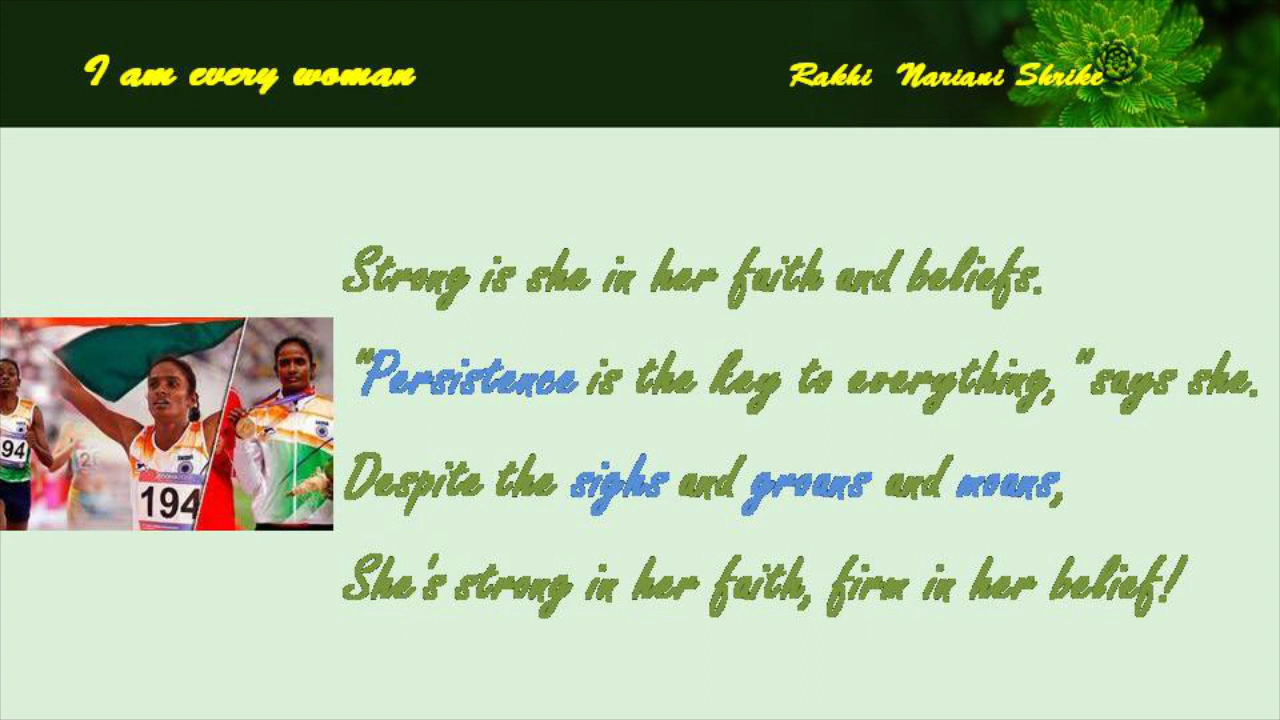 I am every woman
Rakhi Nariani Shrike
Strong is she in her faith and beliefs.
"Persistence is the key to everything," says she.
Despite the sighs and groans and moans,
She's strong in her faith, firm in her belief!
94
194